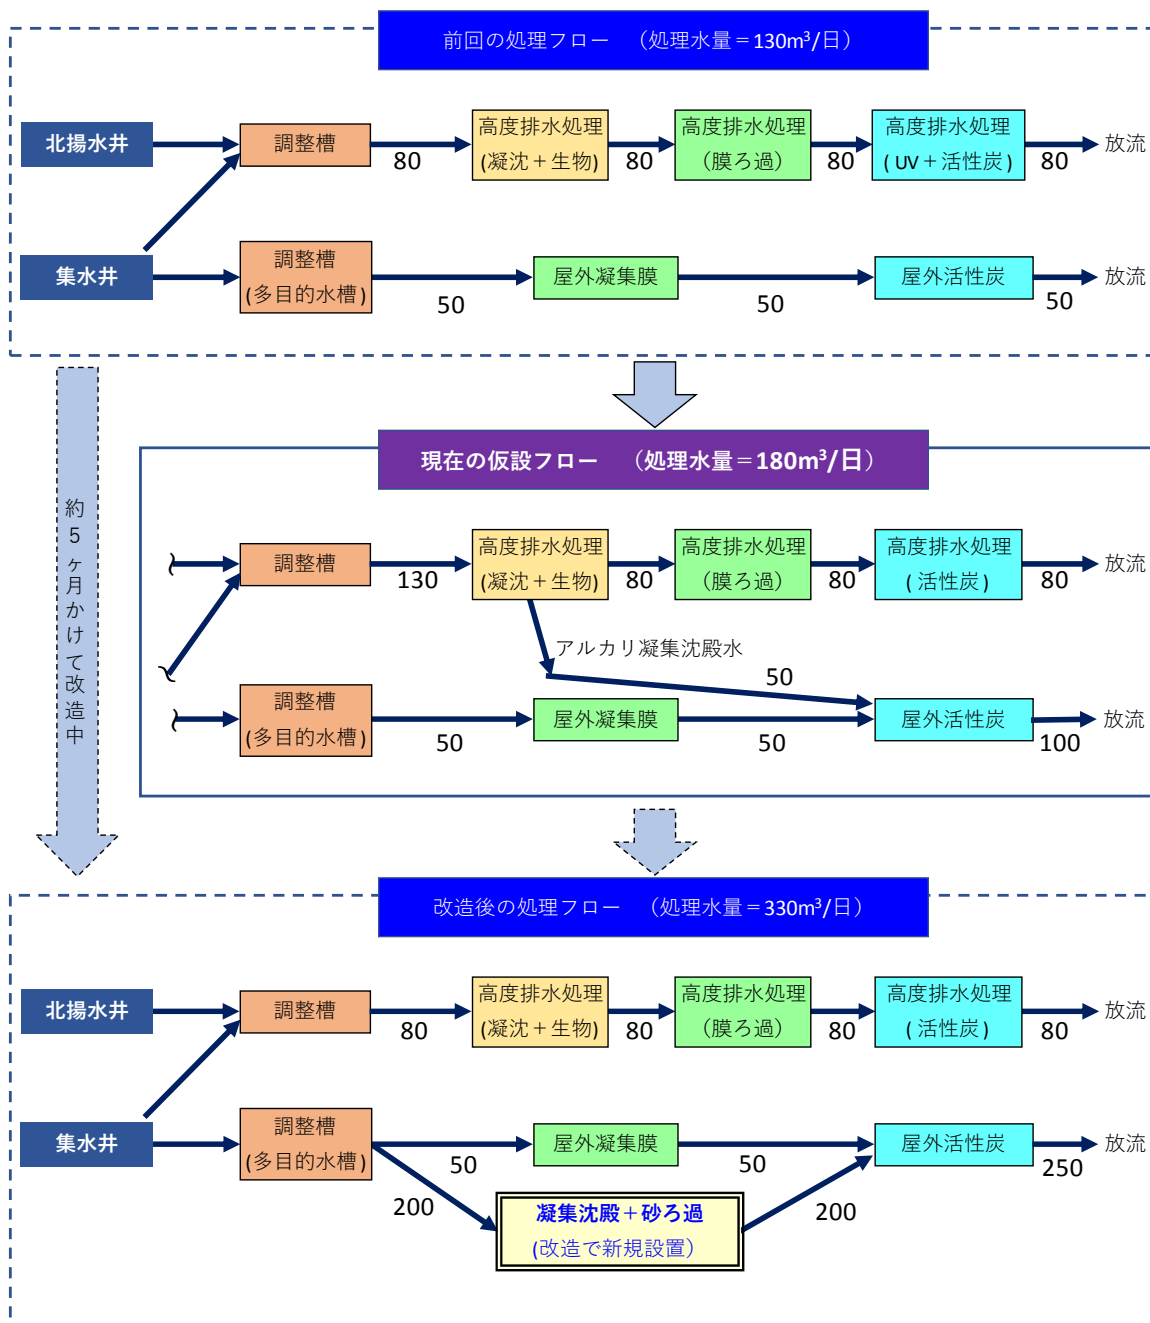 前回の処理フロー　（処理水量＝130m³/日）
北揚水井
調整槽
80
高度排水処理
(凝沈＋生物)
80
高度排水処理
（膜ろ過）
80
高度排水処理
( UV＋活性炭)
80
放流
集水井
調整槽
(多目的水槽)
50
屋外凝集膜
50
屋外活性炭
50
放流
約5ヶ月かけて改造中
現在の仮設フロー　（処理水量＝180m³/日）
調整槽
130
高度排水処理
(凝沈＋生物)
80
高度排水処理
（膜ろ過）
80
高度排水処理
( 活性炭)
80
放流
アルカリ凝集沈殿水
50
調整槽
(多目的水槽)
50
屋外凝集膜
50
屋外活性炭
100
放流
改造後の処理フロー　（処理水量＝330m³/日）
北揚水井
調整槽
80
高度排水処理
(凝沈＋生物)
80
高度排水処理
（膜ろ過）
80
高度排水処理
( 活性炭)
80
放流
集水井
調整槽
(多目的水槽)
50
屋外凝集膜
50
屋外活性炭
250
放流
200
凝集沈殿＋砂ろ過
(改造で新規設置）
200